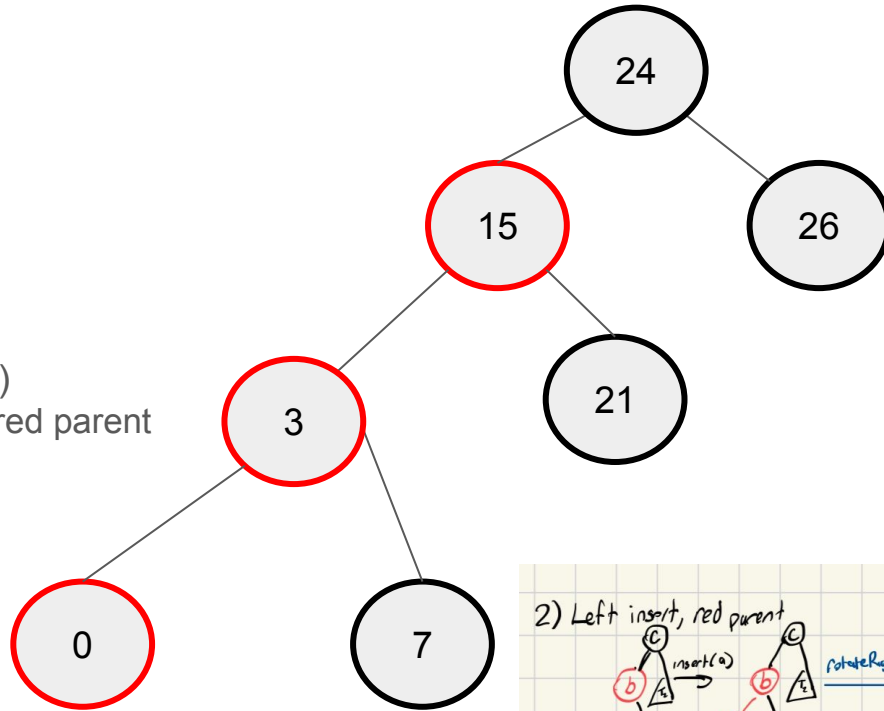 24
15
26
)
red parent
3
21
0
7
2) Left insert, red parent
c
c
insert(a)
b
b